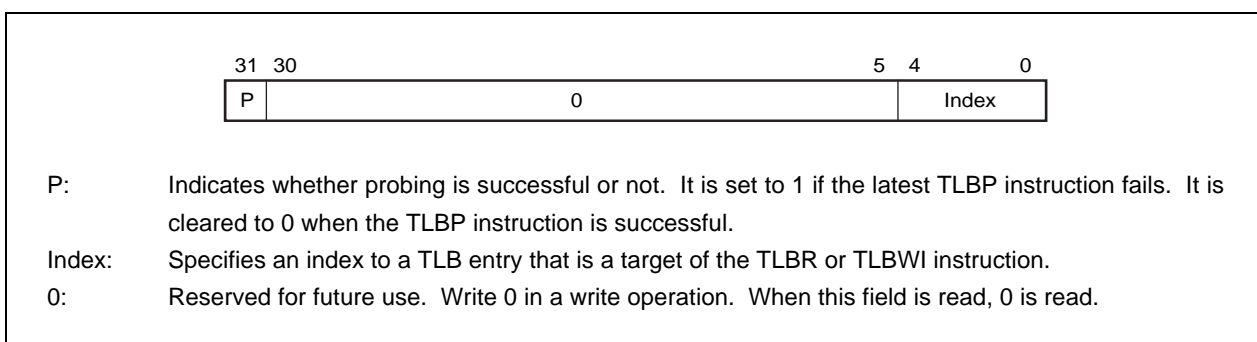 31 30 5 4 0
P 0 Index
P: Indicates whether probing is successful or not. It is set to 1 if the latest TLBP instruction fails. It is
cleared to 0 when the TLBP instruction is successful.
Index: Specifies an index to a TLB entry that is a target of the TLBR or TLBWI instruction.
0: Reserved for future use. Write 0 in a write operation. When this field is read, 0 is read.